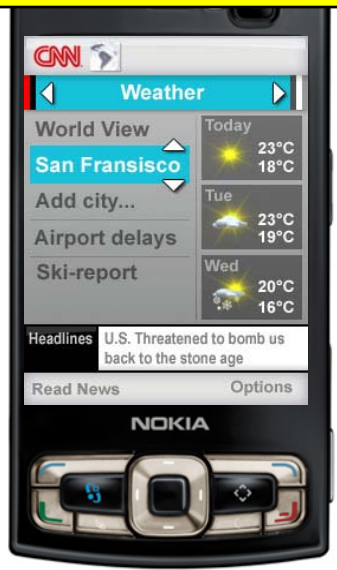 CNN
Weather
World View
San Fransisco
Add city...
Airport delays
Ski-report
Today
23°C
18°C
Tue
23°C
19°C
Wed
20°C
16°C
Headlines
U.S. Threatened to bomb us
back to the stone age
Read News
Options
NOKIA